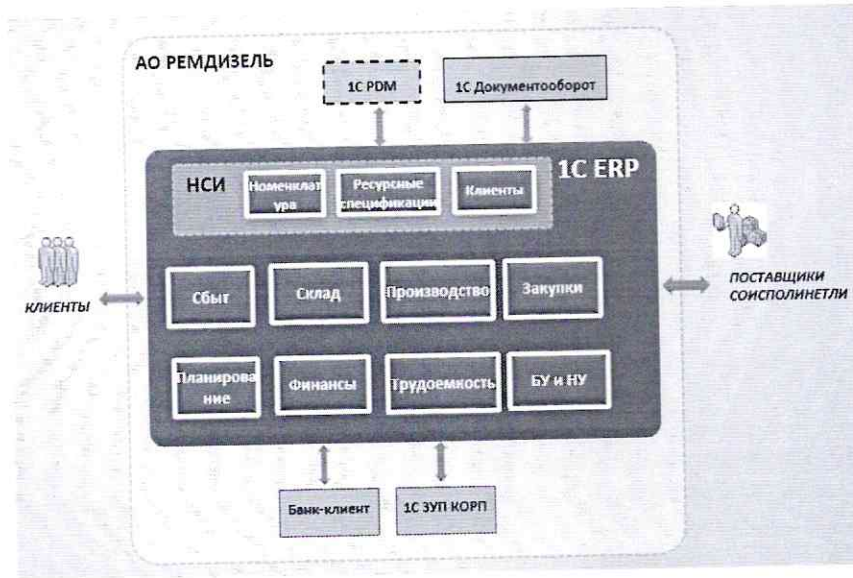 АО РЕМДИЗЕЛЬ
1С PDM
1С Документооборот
НСИ
Номенклат
ура
Ресурсные
спецификации
Клиенты
1С ERP
КЛИЕНТЫ
Сбыт
Склад
Производство
Закупки
ПОСТАВЩИКИ
СОИСПОЛИНЕТЛИ
Планирова
ние
Финансы
Трудоемкость
БУ и НУ
Банк-клиент
1С ЗУП КОРП